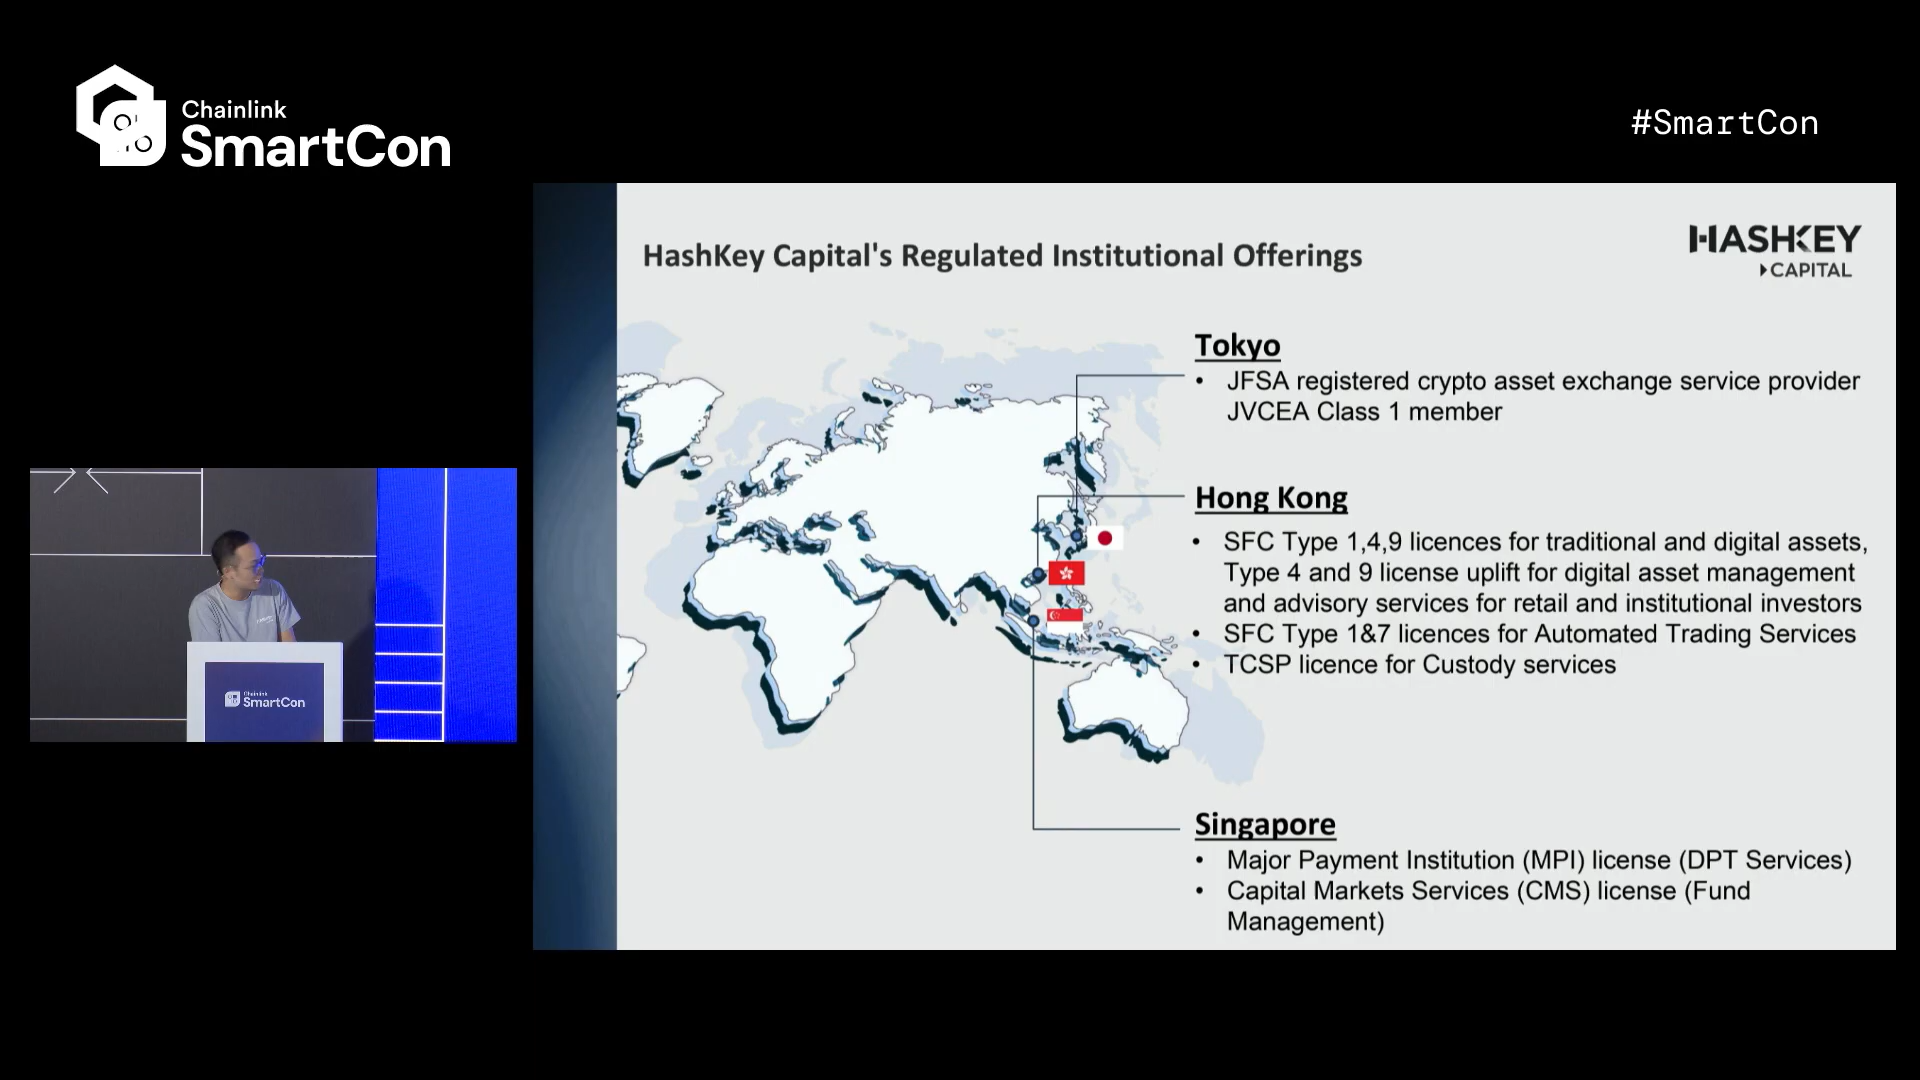 Chainlink
SmartCon
#SmartCon
HashKey Capital's Regulated Institutional Offerings
HASHKEY
CAPITAL
Tokyo
• JFSA registered crypto asset exchange service provider
JVCEA Class 1 member
Hong Kong
• SFC Type 1,4,9 licences for traditional and digital assets,
Type 4 and 9 license uplift for digital asset management
and advisory services for retail and institutional investors
• SFC Type 1&7 licences for Automated Trading Services
• TCSP licence for Custody services
Singapore
• Major Payment Institution (MPI) license (DPT Services)
• Capital Markets Services (CMS) license (Fund
Management)
Chainlink
SmartCon